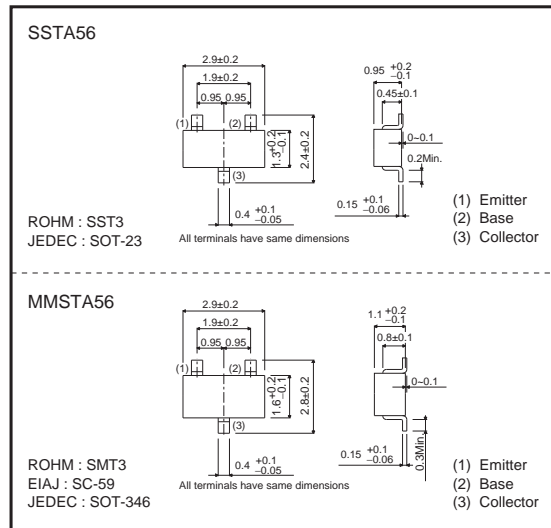 SSTA56
2.9±0.2
1.9±0.2
0.95 0.95
(1) (2)
(3)
1.3 +0.2 −0.1
2.4±0.2
0.4 +0.1 −0.05
All terminals have same dimensions
0.95 +0.2 −0.1
0.45±0.1
0~0.1
0.2Min.
0.15 +0.1 −0.06
ROHM : SST3
JEDEC : SOT-23
(1) Emitter
(2) Base
(3) Collector
MMSTA56
2.9±0.2
1.9±0.2
0.95 0.95
(1) (2)
(3)
1.6 +0.2 −0.1
2.8±0.2
0.4 +0.1 −0.05
All terminals have same dimensions
1.1 +0.2 −0.1
0.8±0.1
0~0.1
0.3Min.
0.15 +0.1 −0.06
ROHM : SMT3
EIAJ : SC-59
JEDEC : SOT-346
(1) Emitter
(2) Base
(3) Collector